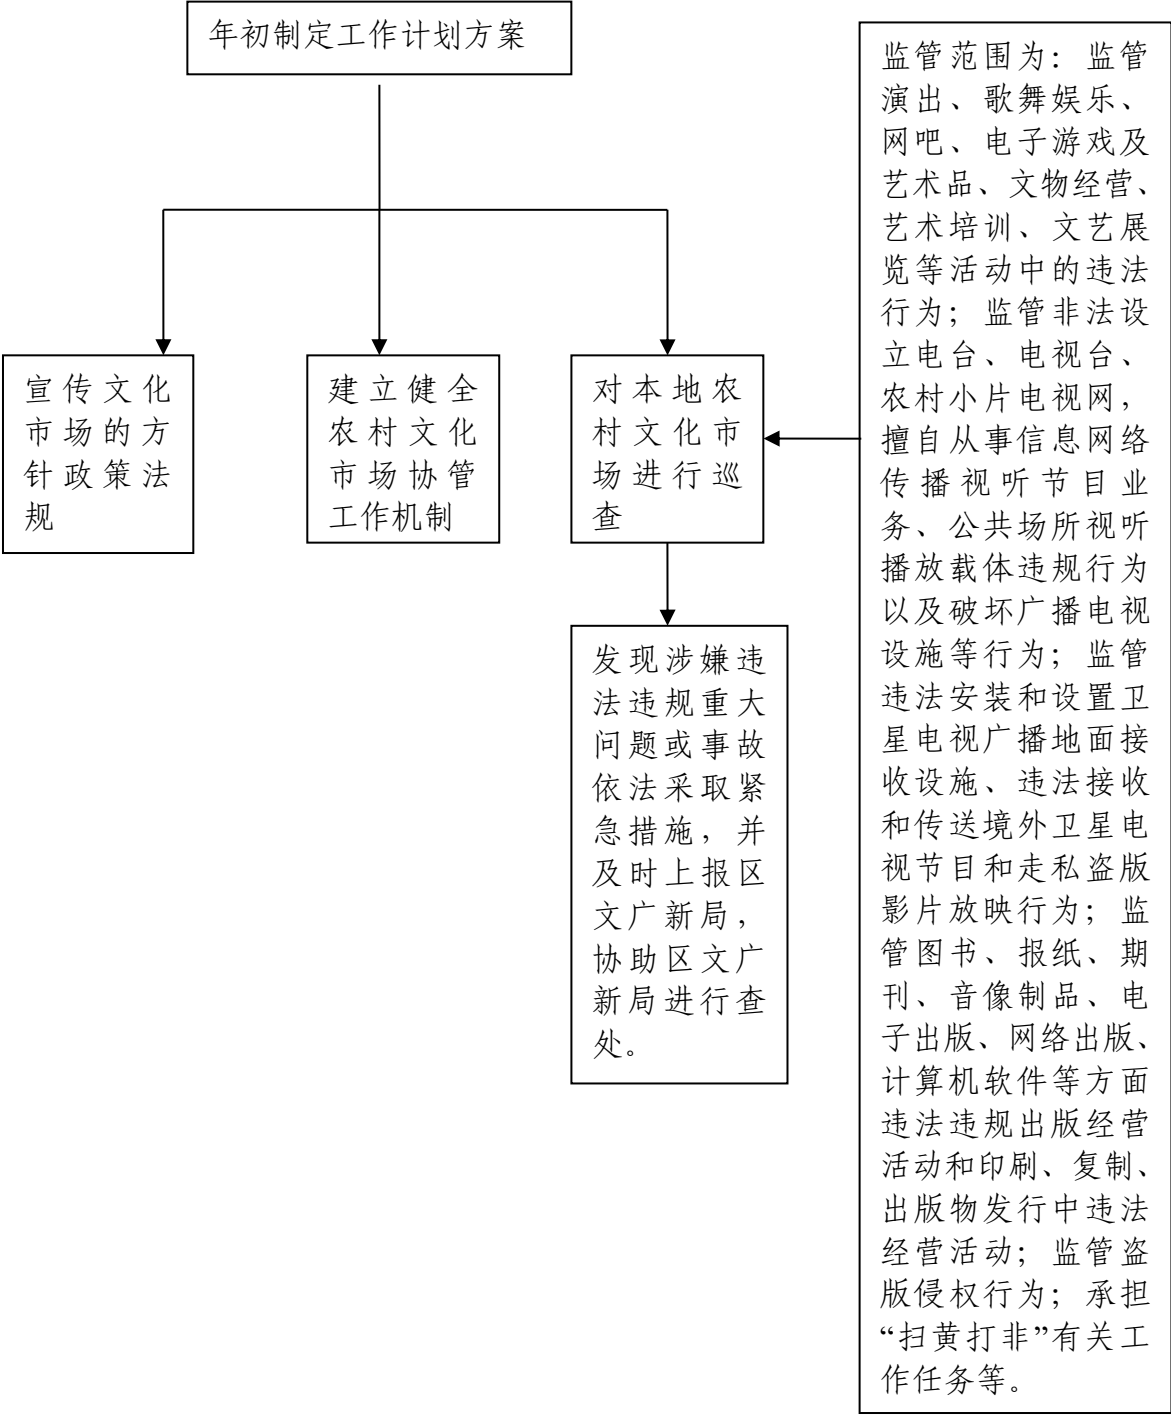 年初制定工作计划方案
宣传文化
市场的方
针政策法
规
建立健全
农村文化
市场协管
工作机制
对本地农
村文化市
场进行巡
查
发现涉嫌违
法违规重大
问题或事故
依法采取紧
急措施，并
及时上报区
文广新局，
协助区文广
新局进行查
处。
监管范围为：监管
演出、歌舞娱乐、
网吧、电子游戏及
艺术品、文物经营、
艺术培训、文艺展
览等活动中的违法
行为；监管非法设
立电台、电视台、
农村小片电视网，
擅自从事信息网络
传播视听节目业
务、公共场所视听
播放载体违规行为
以及破坏广播电视
设施等行为；监管
违法安装和设置卫
星电视广播地面接
收设施、违法接收
和传送境外卫星电
视节目和走私盗版
影片放映行为；监
管图书、报纸、期
刊、音像制品、电
子出版、网络出版、
计算机软件等方面
违法违规出版经营
活动和印刷、复制、
出版物发行中违法
经营活动；监管盗
版侵权行为；承担
“扫黄打非”有关工
作任务等。